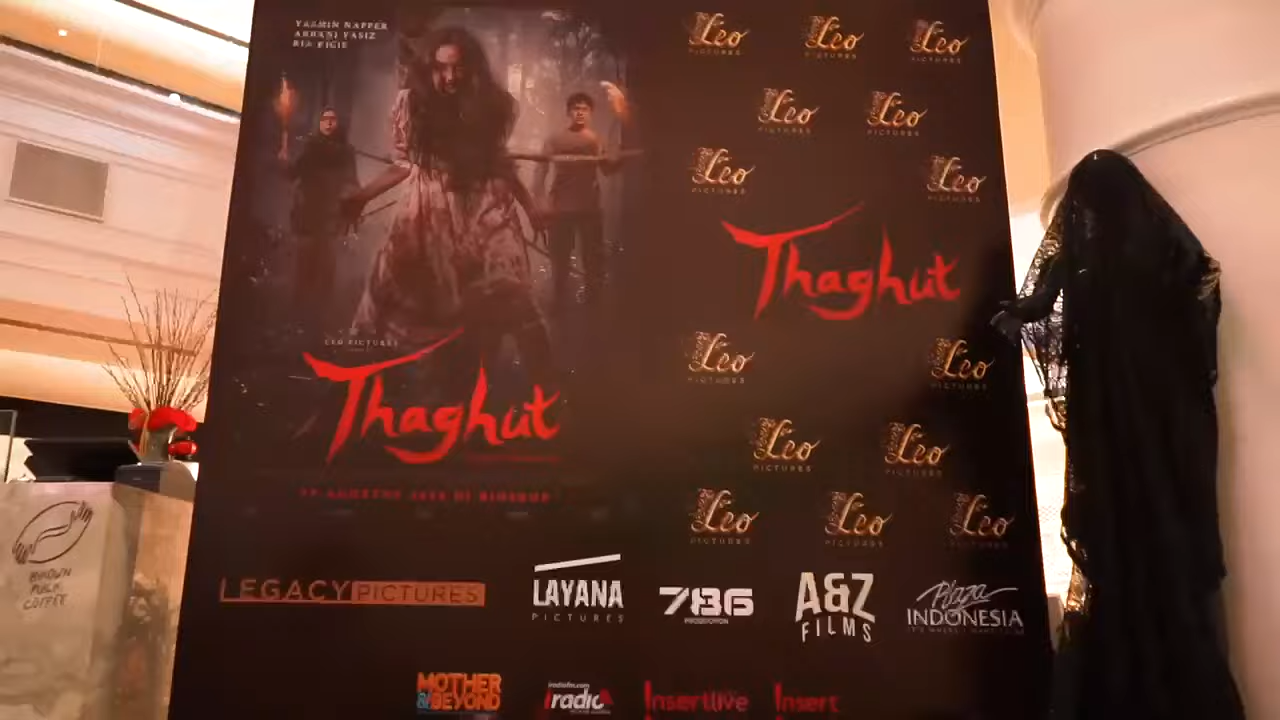 YASMIN NAPPER
ARBANI YASIZ
RIA RICIS
LEO PICTURES
Thaghut
Leo
PICTURES
Leo
PICTURES
Leo
PICTURES
Leo
PICTURES
Leo
PICTURES
Leo
PICTURES
Leo
PICTURES
Thaghut
Leo
PICTURES
Leo
PICTURES
Leo
PICTURES
Leo
PICTURES
Leo
PICTURES
Leo
PICTURES
Leo
PICTURES
LEGACY PICTURES
LAYANA
PICTURES
786
PRODUCTION
A&Z
FILMS
Plaza
INDONESIA
MOTHER
&BEYOND
iradio
Insertlive
Insert
COFFEE